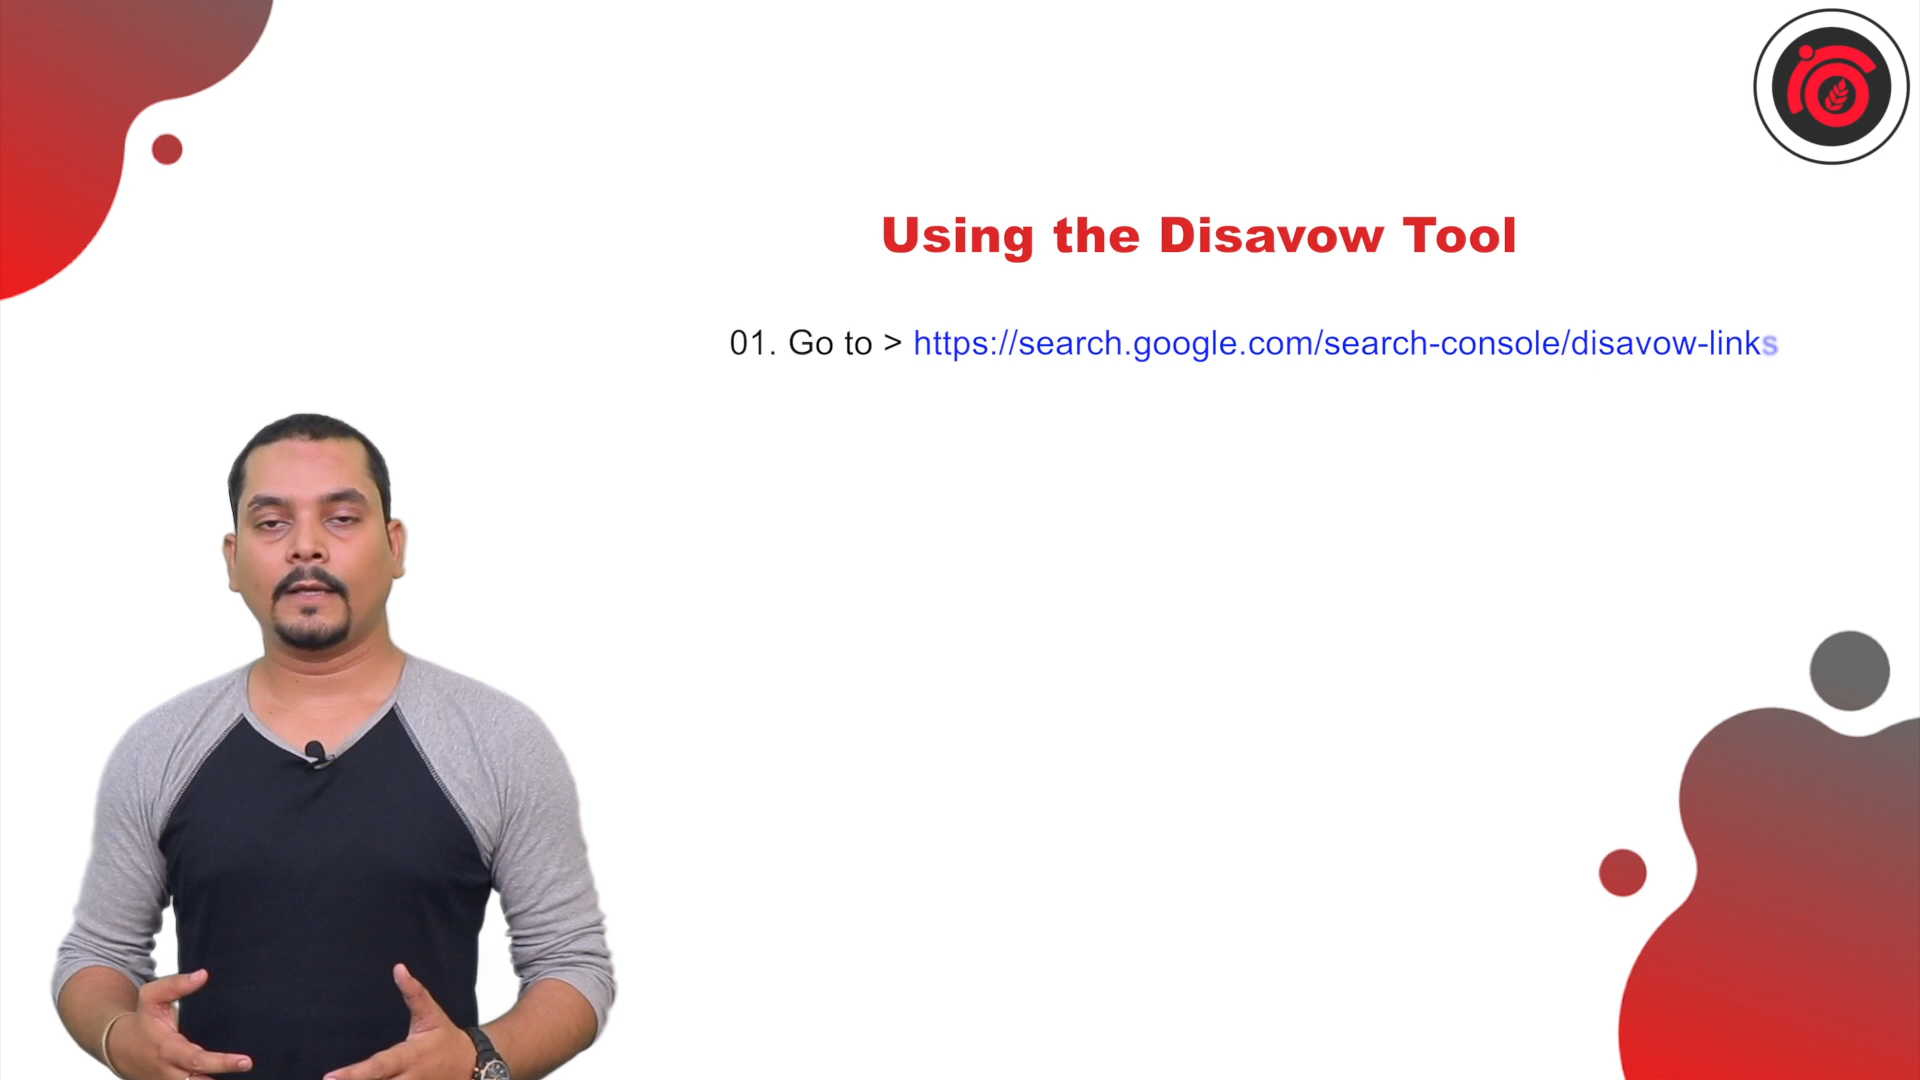 Using the Disavow Tool
01. Go to > https://search.google.com/search-console/disavow-links